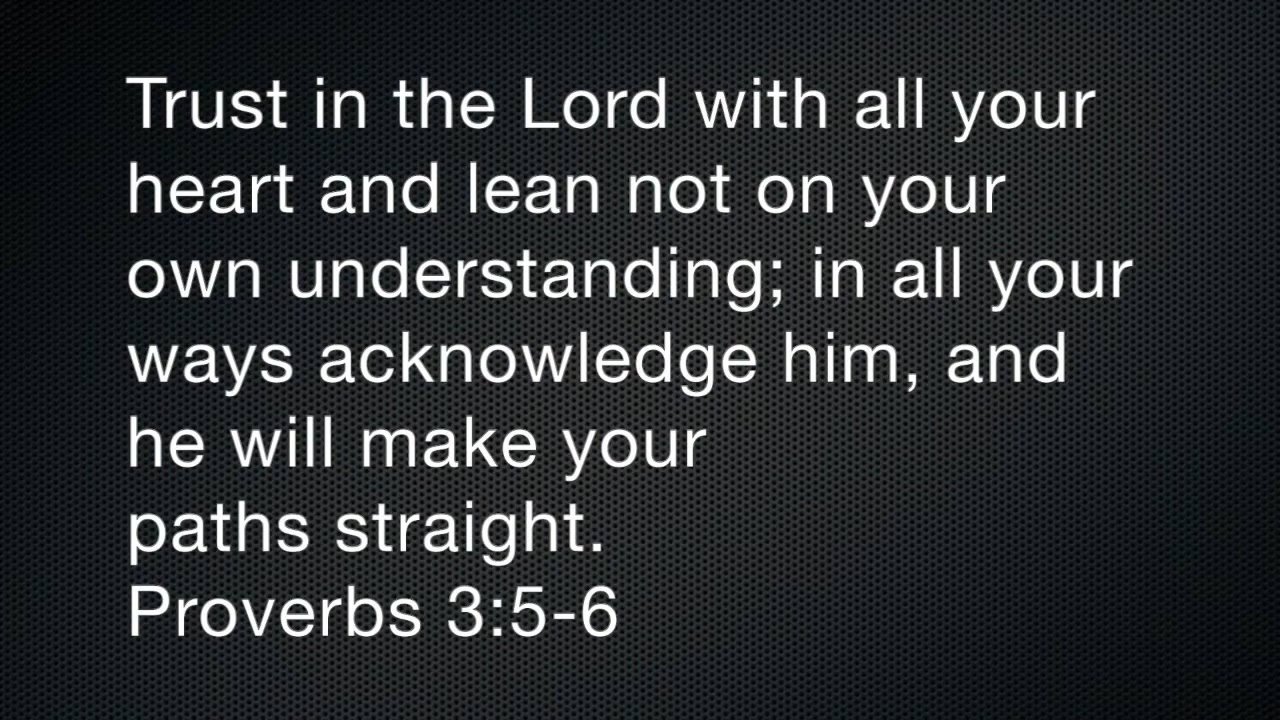 Trust in the Lord with all your
heart and lean not on your
own understanding; in all your
ways acknowledge him, and
he will make your
paths straight.
Proverbs 3:5-6